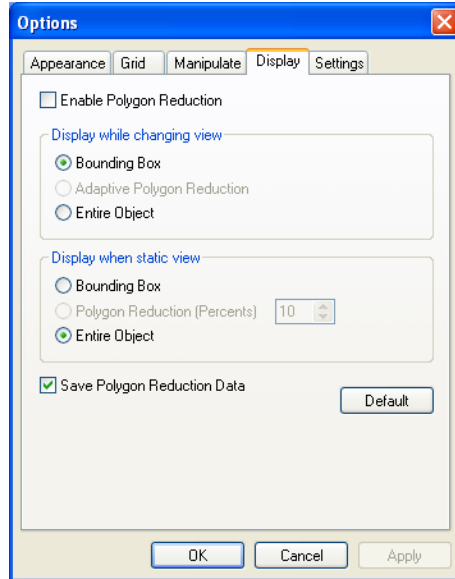 Options
Appearance Grid Manipulate Display Settings
Enable Polygon Reduction
Display while changing view
Bounding Box
Adaptive Polygon Reduction
Entire Object
Display when static view
Bounding Box
Polygon Reduction (Percents) 10
Entire Object
Save Polygon Reduction Data
Default
OK Cancel Apply